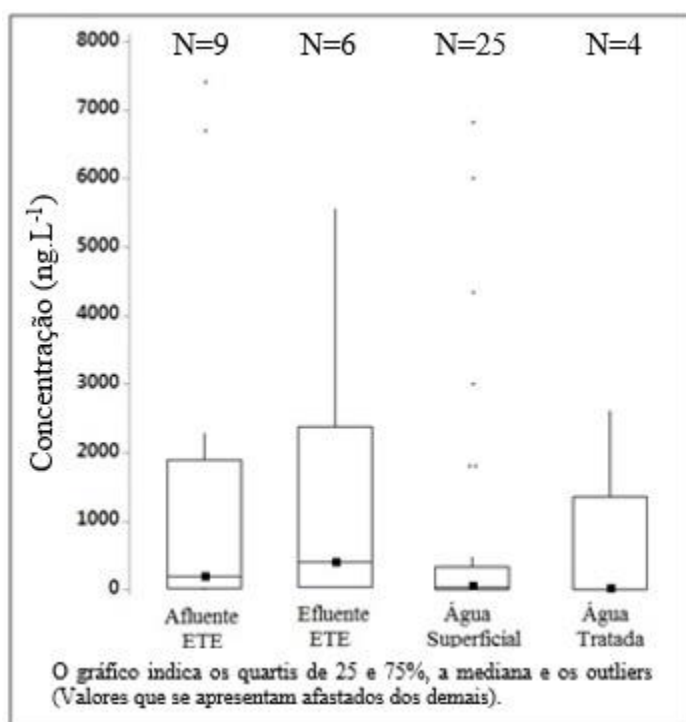 N=9 N=6 N=25 N=4
8000
7000
6000
5000
4000
3000
2000
1000
0
Concentração (ng.L⁻¹)
Afluente ETE
Efluente ETE
Água Superficial
Água Tratada
O gráfico indica os quartis de 25 e 75%, a mediana e os outliers
(Valores que se apresentam afastados dos demais).